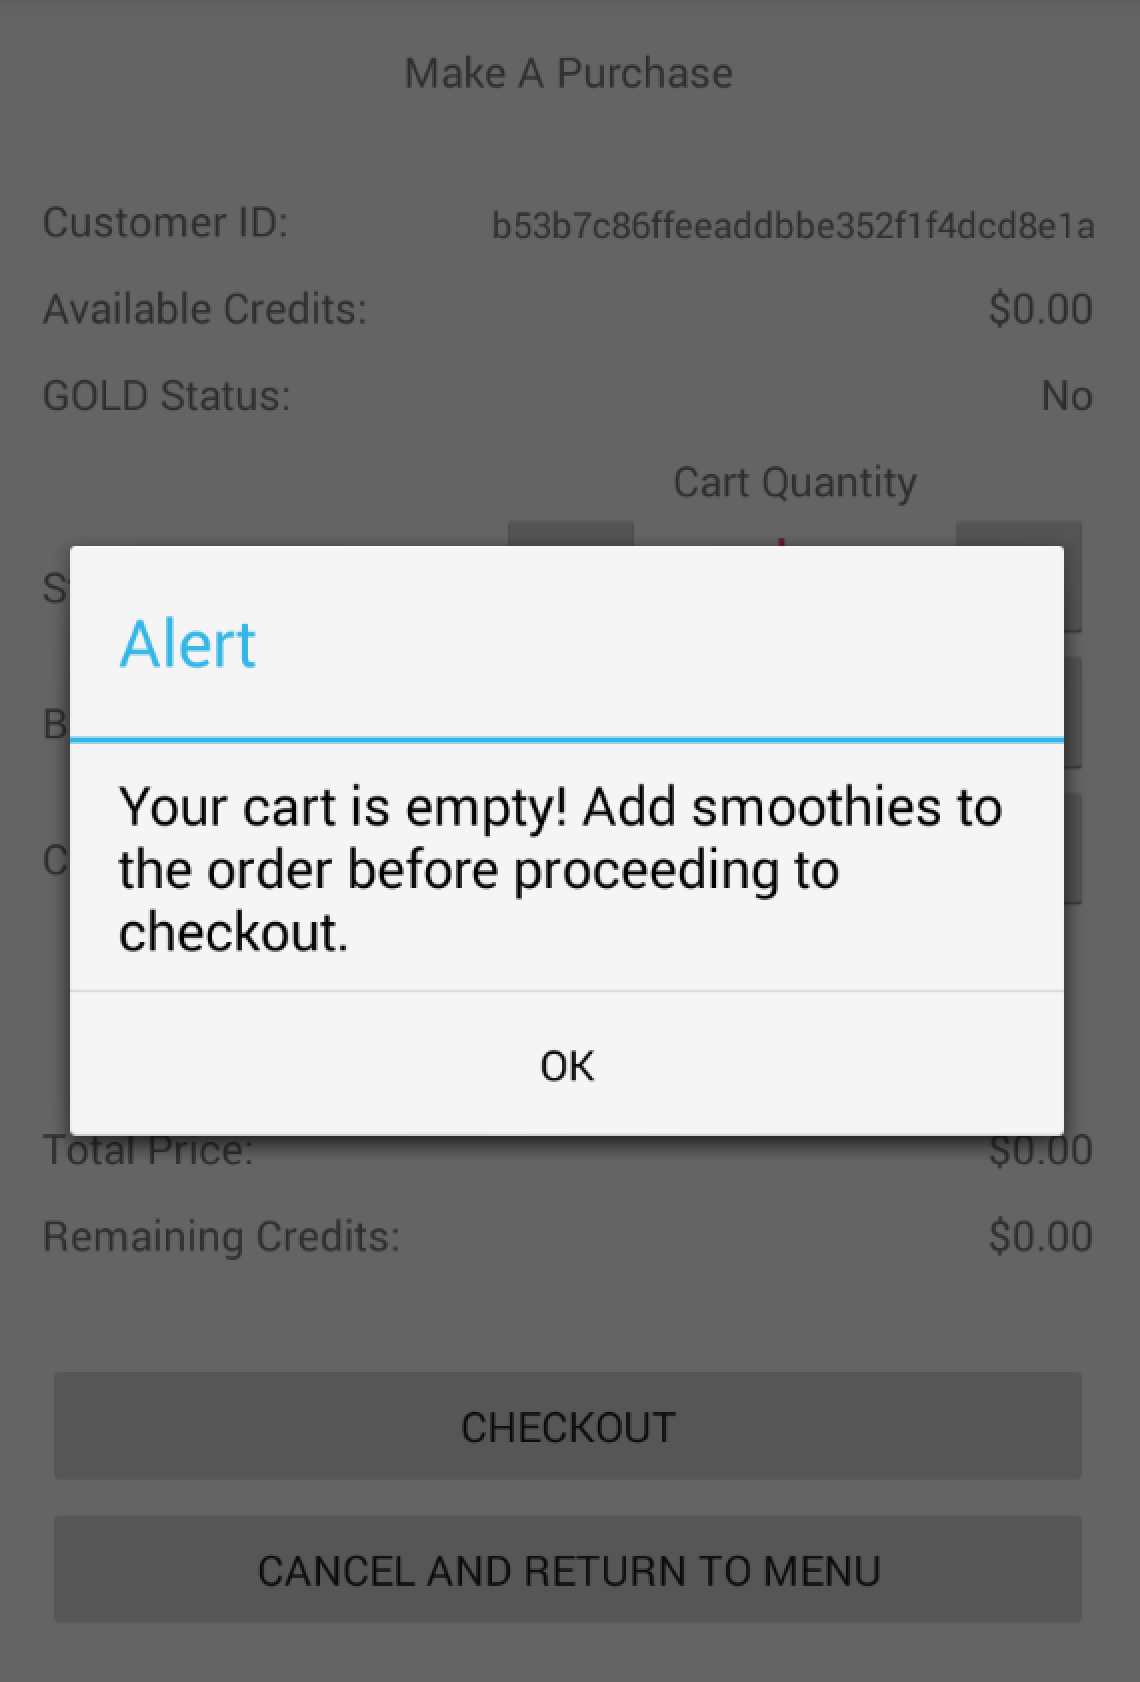 Make A Purchase
Customer ID: b53b7c86ffeeaddbbe352f1f4dcd8e1a
Available Credits: $0.00
GOLD Status: No
Cart Quantity
Alert
Your cart is empty! Add smoothies to
the order before proceeding to
checkout.
OK
Total Price: $0.00
Remaining Credits: $0.00
CHECKOUT
CANCEL AND RETURN TO MENU